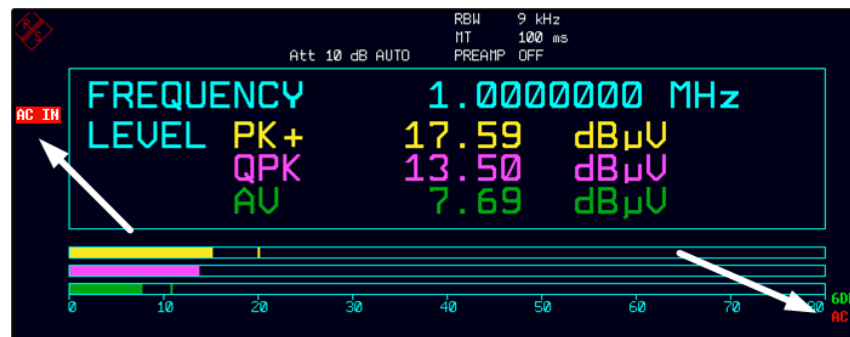 RBW 9 kHz
MT 100 ms
Att 10 dB AUTO PREAMP OFF
FREQUENCY 1.0000000 MHz
AC IN
LEVEL PK+ 17.59 dBµV
QPK 13.50 dBµV
AV 7.69 dBµV
0 10 20 30 40 50 60 70 80
AC